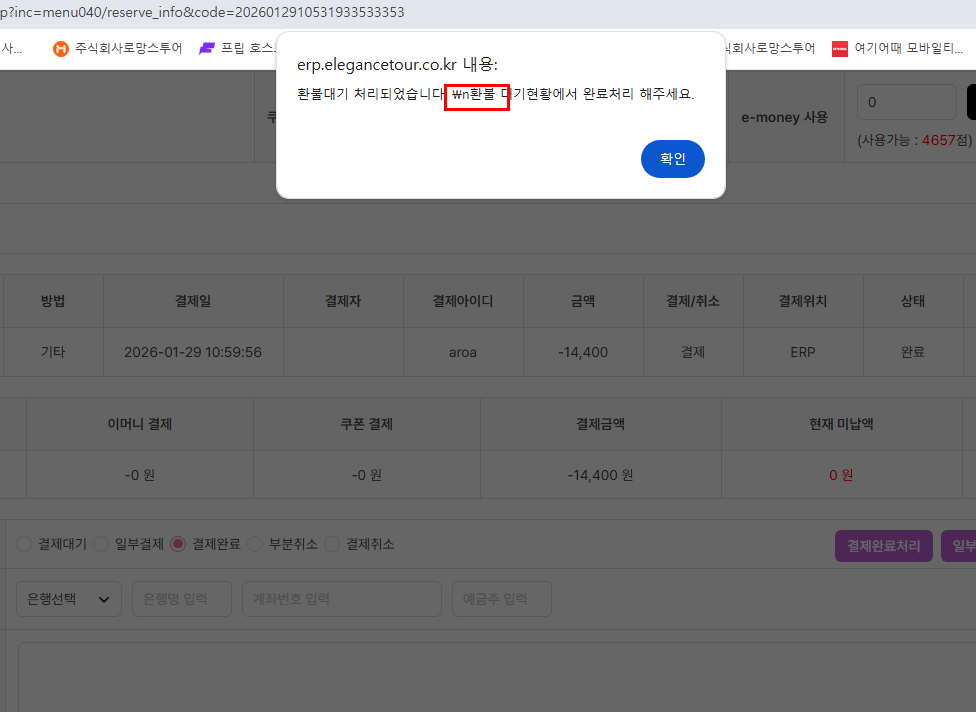 p?inc=menu040/reserve_info&code=2026012910531933533353
사... 주식회사로망스투어 프립 호스. 식회사로망스투어 여기어때 모바일티...
erp.elegancetour.co.kr 내용:
환불대기 처리되었습니다.₩n환불 대기현황에서 완료처리 해주세요.
확인
e-money 사용 0
(사용가능 : 4657점)
방법 결제일 결제자 결제아이디 금액 결제/취소 결제위치 상태
기타 2026-01-29 10:59:56 aroa -14,400 결제 ERP 완료
이머니 결제 쿠폰 결제 결제금액 현재 미납액
-0 원 -0 원 -14,400 원 0 원
결제대기 일부결제 결제완료 부분취소 결제취소 결제완료처리 일부
은행선택 은행명 입력 계좌번호 입력 예금주 입력